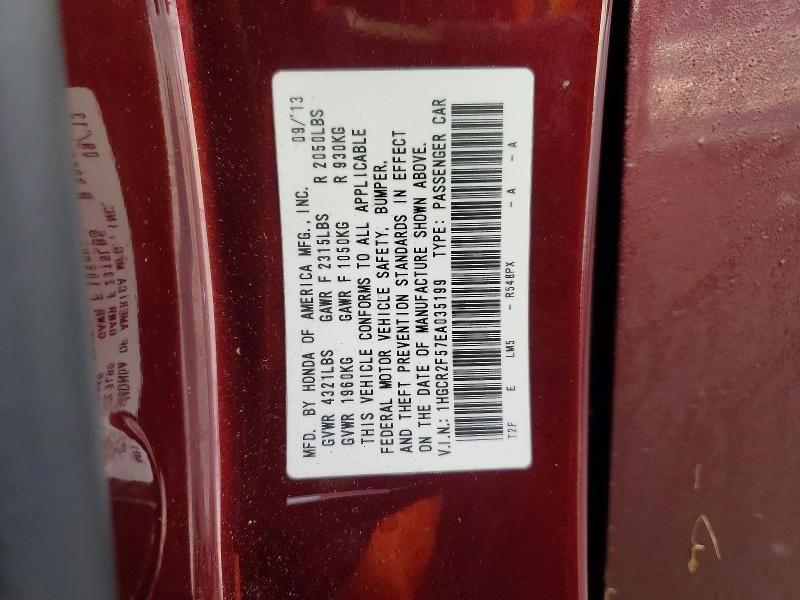 MFD. BY HONDA OF AMERICA MFG., INC. 09/'13
GVWR 4321LBS GAWR F 2315LBS R 2050LBS
GVWR 1960KG GAWR F 1050KG R 930KG
THIS VEHICLE CONFORMS TO ALL APPLICABLE
FEDERAL MOTOR VEHICLE SAFETY, BUMPER,
AND THEFT PREVENTION STANDARDS IN EFFECT
ON THE DATE OF MANUFACTURE SHOWN ABOVE.
V.I.N.: 1HGCR2F57EA035199 TYPE: PASSENGER CAR
T2F E LM5 - R548PX - A - A